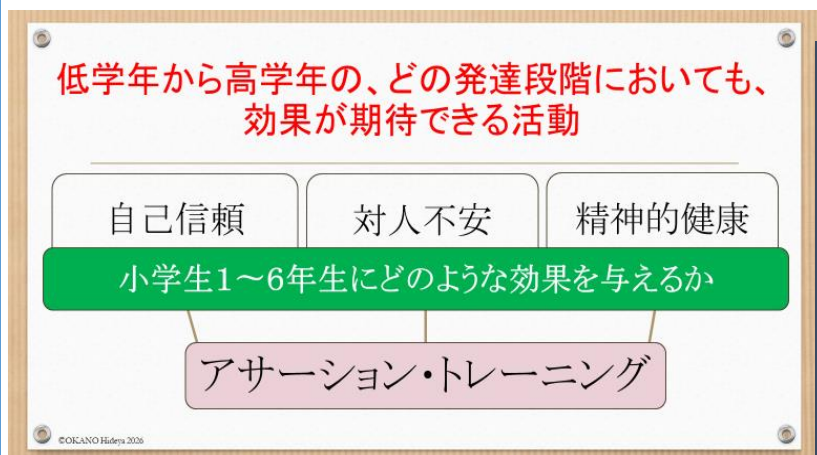 低学年から高学年の、どの発達段階においても、
効果が期待できる活動
自己信頼
対人不安
精神的健康
小学生1~6年生にどのような効果を与えるか
アサーション・トレーニング
©OKANO Hideya 2026